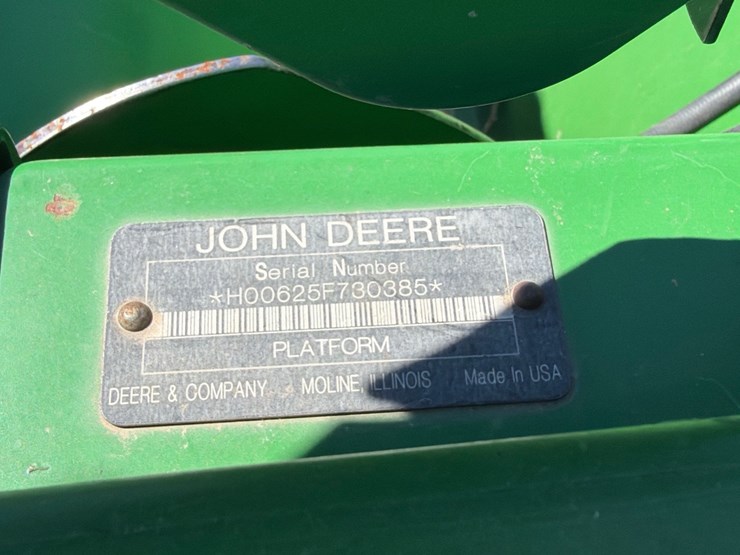 JOHN DEERE
Serial Number
*H00625F730385*
PLATFORM
DEERE & COMPANY MOLINE, ILLINOIS Made In USA